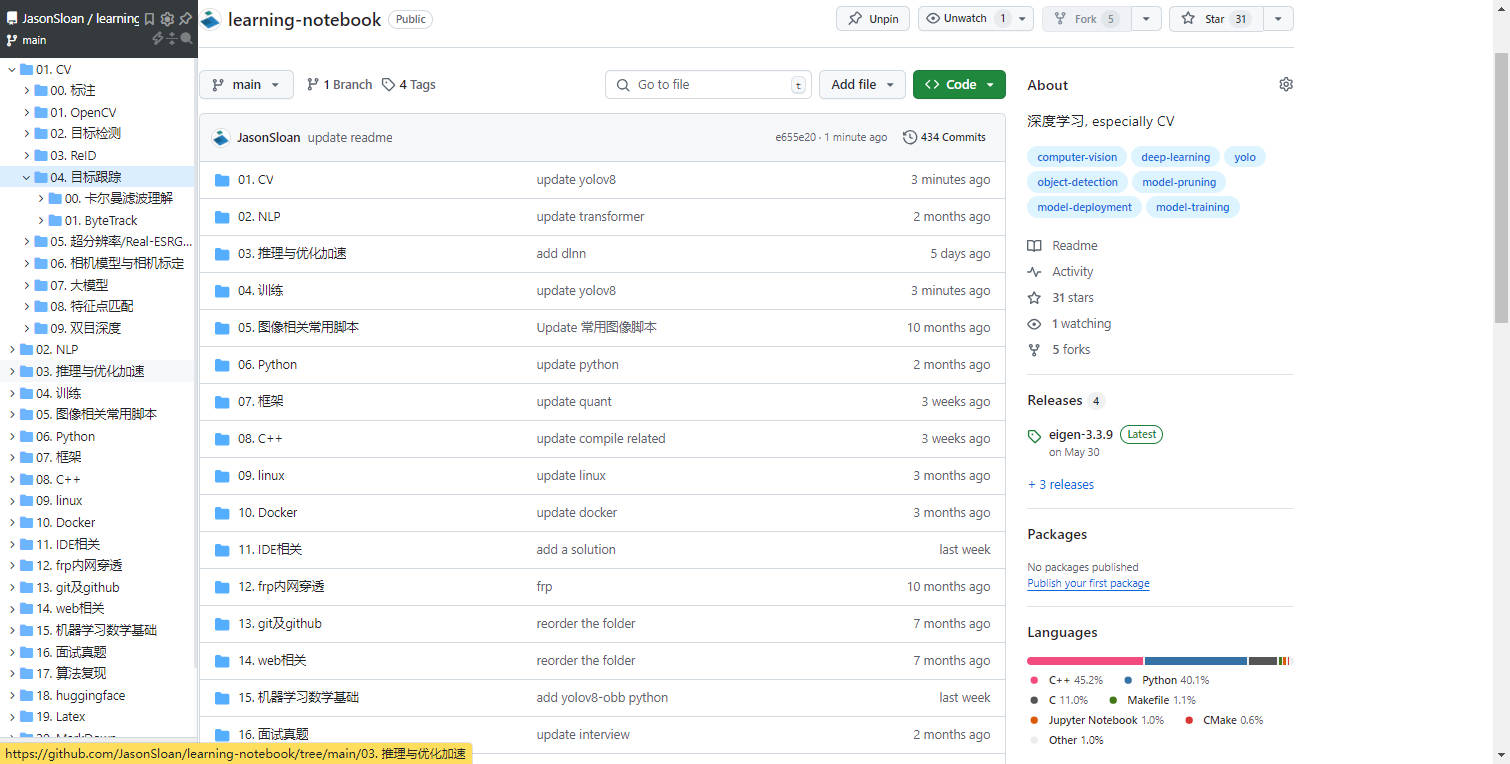 JasonSloan / learning
main
01. CV
00. 标注
01. OpenCV
02. 目标检测
03. ReID
04. 目标跟踪
00. 卡尔曼滤波理解
01. ByteTrack
05. 超分辨率/Real-ESRG...
06. 相机模型与相机标定
07. 大模型
08. 特征点匹配
09. 双目深度
02. NLP
03. 推理与优化加速
04. 训练
05. 图像相关常用脚本
06. Python
07. 框架
08. C++
09. linux
10. Docker
11. IDE相关
12. frp内网穿透
13. git及github
14. web相关
15. 机器学习数学基础
16. 面试真题
17. 算法复现
18. huggingface
19. Latex
20. MarkDown
https://github.com/JasonSloan/learning-notebook/tree/main/03. 推理与优化加速
learning-notebook Public
Unpin Unwatch 1 Fork 5 Star 31
main 1 Branch 4 Tags Go to file t Add file Code
JasonSloan update readme e655e20 · 1 minute ago 434 Commits
01. CV update yolov8 3 minutes ago
02. NLP update transformer 2 months ago
03. 推理与优化加速 add dlnn 5 days ago
04. 训练 update yolov8 3 minutes ago
05. 图像相关常用脚本 Update 常用图像脚本 10 months ago
06. Python update python 2 months ago
07. 框架 update quant 3 weeks ago
08. C++ update compile related 3 weeks ago
09. linux update linux 3 months ago
10. Docker update docker 3 months ago
11. IDE相关 add a solution last week
12. frp内网穿透 frp 10 months ago
13. git及github reorder the folder 7 months ago
14. web相关 reorder the folder 7 months ago
15. 机器学习数学基础 add yolov8-obb python last week
16. 面试真题 update interview 2 months ago
About
深度学习, especially CV
computer-vision deep-learning yolo
object-detection model-pruning
model-deployment model-training
Readme
Activity
31 stars
1 watching
5 forks
Releases 4
eigen-3.3.9 Latest
on May 30
+ 3 releases
Packages
No packages published
Publish your first package
Languages
C++ 45.2% Python 40.1%
C 11.0% Makefile 1.1%
Jupyter Notebook 1.0% CMake 0.6%
Other 1.0%